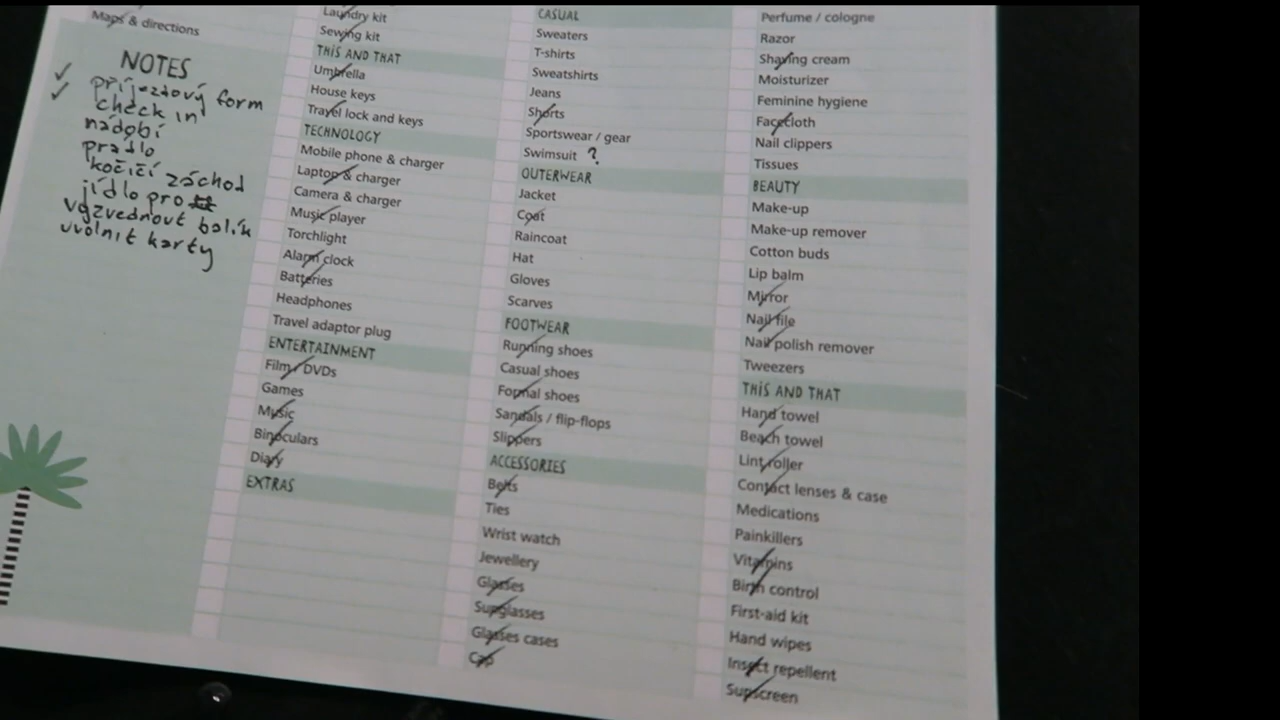 Maps & directions
NOTES
příjezdový form
check in
nádobí
prádlo
kočičí záchod
jídlo pro
vyzvednout balík
uvolnit karty
Laundry kit
Sewing kit
THIS AND THAT
Umbrella
House keys
Travel lock and keys
TECHNOLOGY
Mobile phone & charger
Laptop & charger
Camera & charger
Music player
Torchlight
Alarm clock
Batteries
Headphones
Travel adaptor plug
ENTERTAINMENT
Film / DVDs
Games
Music
Binoculars
Diary
EXTRAS
CASUAL
Sweaters
T-shirts
Sweatshirts
Jeans
Shorts
Sportswear / gear
Swimsuit ?
OUTERWEAR
Jacket
Coat
Raincoat
Hat
Gloves
Scarves
FOOTWEAR
Running shoes
Casual shoes
Formal shoes
Sandals / flip-flops
Slippers
ACCESSORIES
Belts
Ties
Wrist watch
Jewellery
Glasses
Sunglasses
Glasses cases
Cap
Perfume / cologne
Razor
Shaving cream
Moisturizer
Feminine hygiene
Facecloth
Nail clippers
Tissues
BEAUTY
Make-up
Make-up remover
Cotton buds
Lip balm
Mirror
Nail file
Nail polish remover
Tweezers
THIS AND THAT
Hand towel
Beach towel
Lint roller
Contact lenses & case
Medications
Painkillers
Vitamins
Birth control
First-aid kit
Hand wipes
Insect repellent
Sunscreen